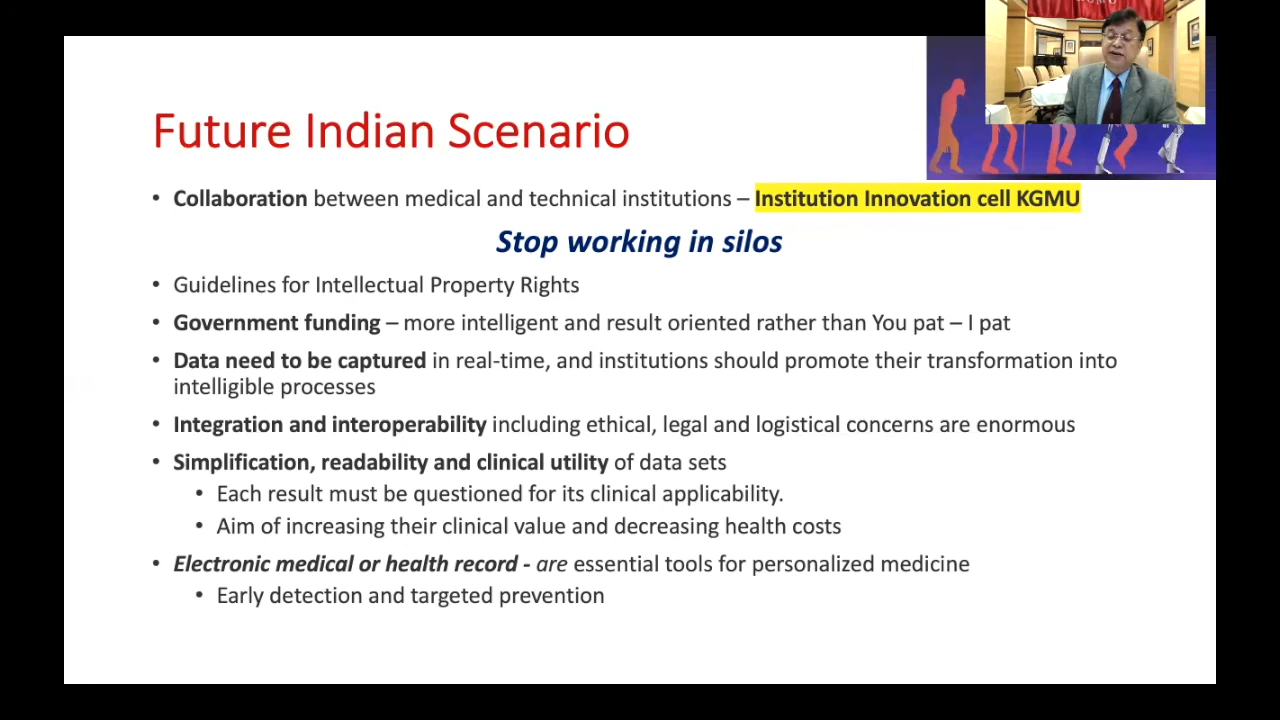 Future Indian Scenario
• Collaboration between medical and technical institutions – Institution Innovation cell KGMU
Stop working in silos
• Guidelines for Intellectual Property Rights
• Government funding – more intelligent and result oriented rather than You pat – I pat
• Data need to be captured in real-time, and institutions should promote their transformation into
intelligible processes
• Integration and interoperability including ethical, legal and logistical concerns are enormous
• Simplification, readability and clinical utility of data sets
• Each result must be questioned for its clinical applicability.
• Aim of increasing their clinical value and decreasing health costs
• Electronic medical or health record - are essential tools for personalized medicine
• Early detection and targeted prevention